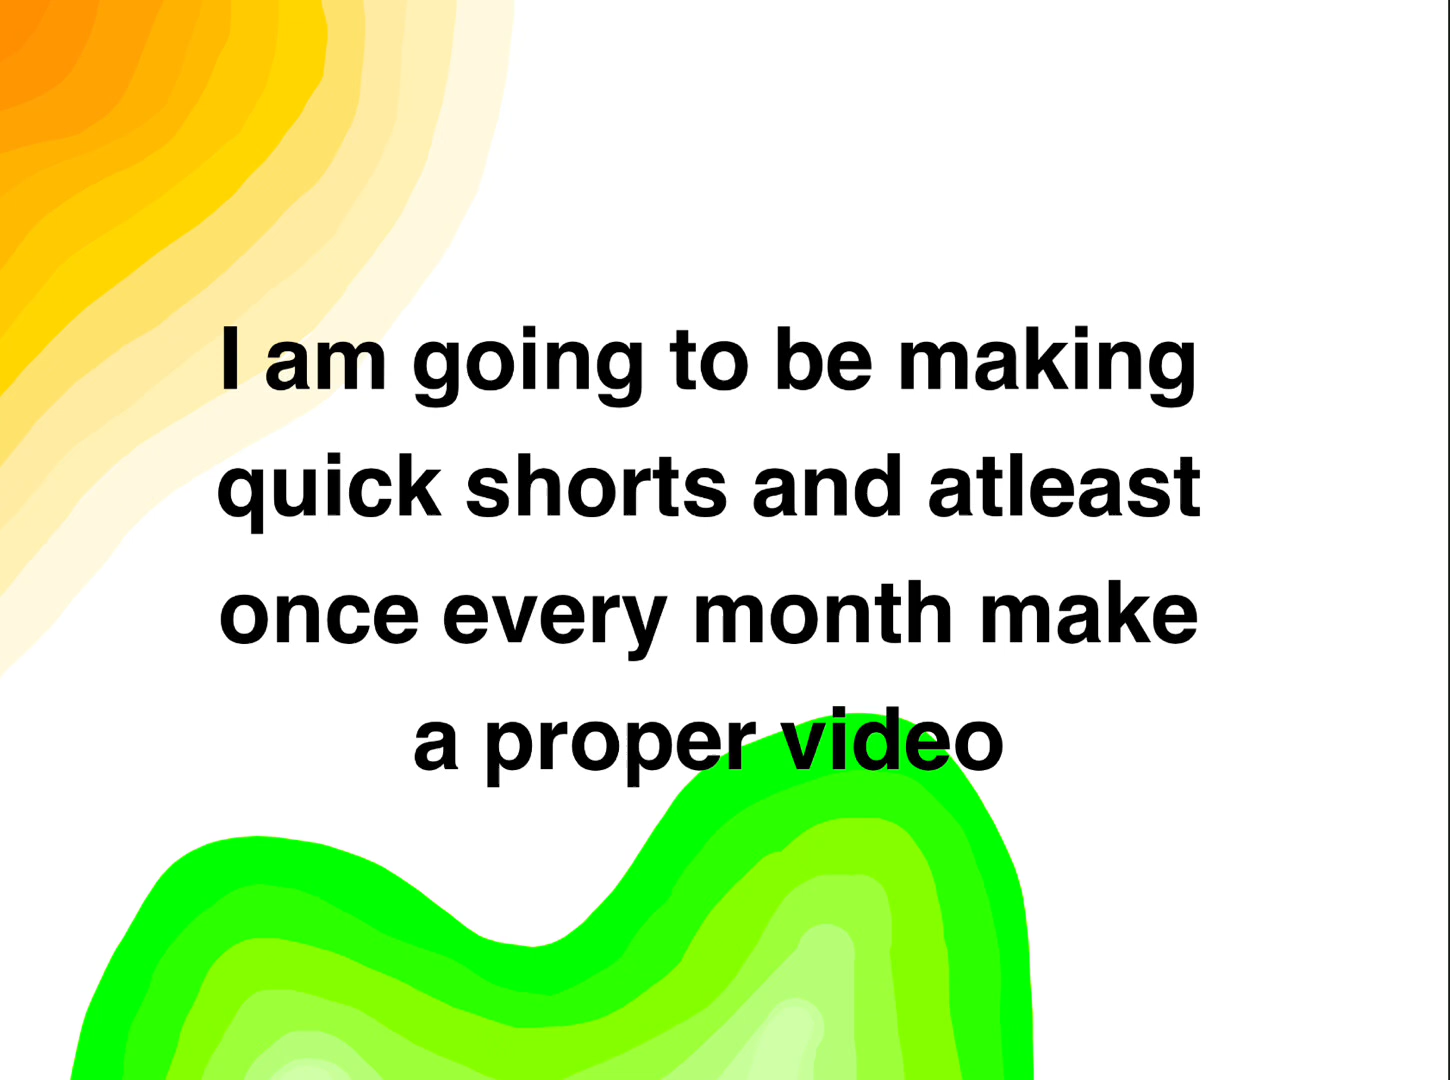 I am going to be making
quick shorts and atleast
once every month make
a proper video